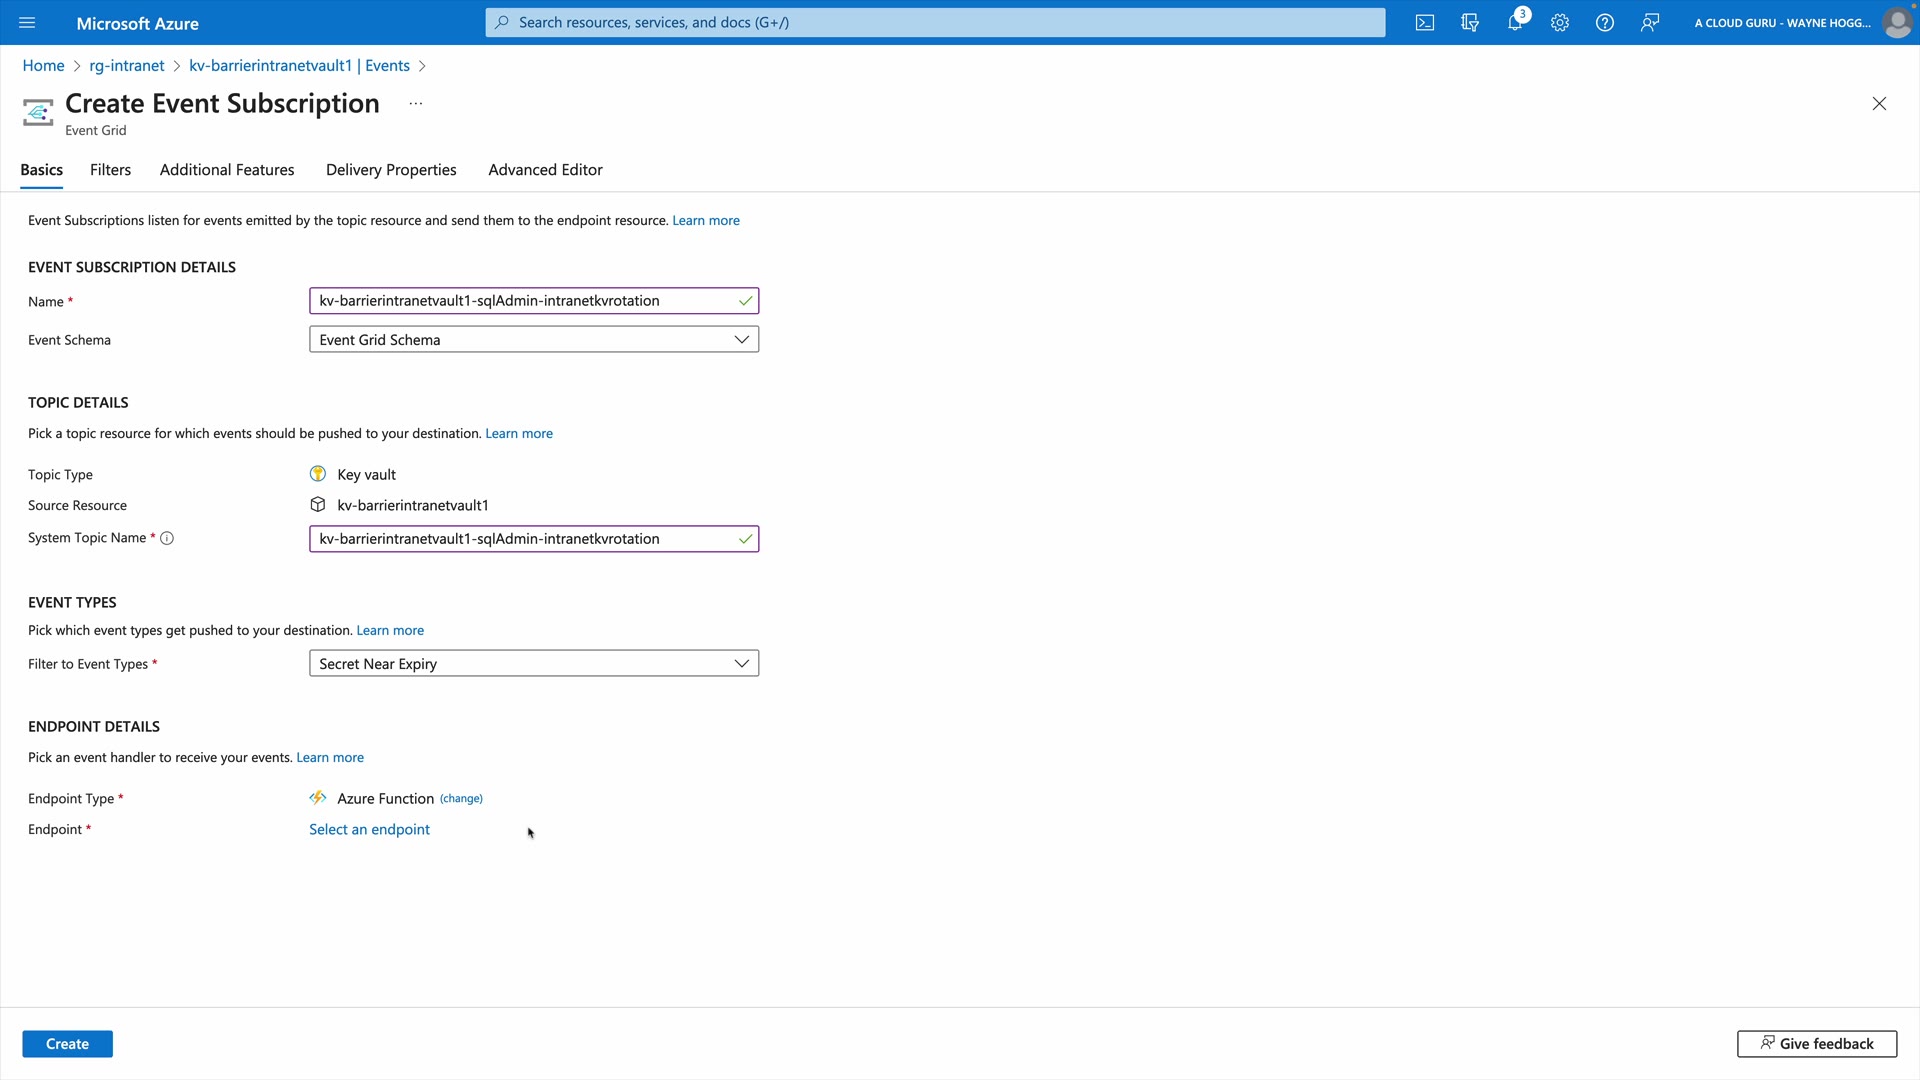 Microsoft Azure
Search resources, services, and docs (G+/)
3
A CLOUD GURU - WAYNE HOGG...
Home > rg-intranet > kv-barrierintranetvault1 | Events >
Create Event Subscription ...
Event Grid
Basics Filters Additional Features Delivery Properties Advanced Editor
Event Subscriptions listen for events emitted by the topic resource and send them to the endpoint resource. Learn more
EVENT SUBSCRIPTION DETAILS
Name * kv-barrierintranetvault1-sqlAdmin-intranetkvrotation
Event Schema Event Grid Schema
TOPIC DETAILS
Pick a topic resource for which events should be pushed to your destination. Learn more
Topic Type Key vault
Source Resource kv-barrierintranetvault1
System Topic Name * kv-barrierintranetvault1-sqlAdmin-intranetkvrotation
EVENT TYPES
Pick which event types get pushed to your destination. Learn more
Filter to Event Types * Secret Near Expiry
ENDPOINT DETAILS
Pick an event handler to receive your events. Learn more
Endpoint Type * Azure Function (change)
Endpoint * Select an endpoint
Create Give feedback